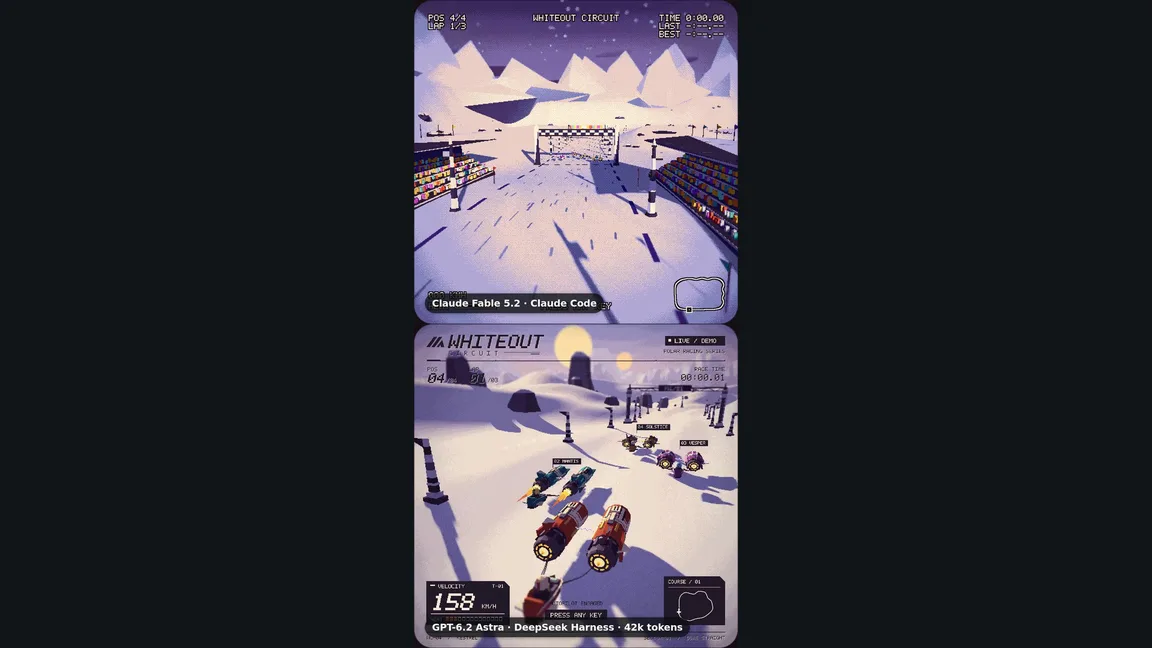 POS 4/4
LAP 1/3
WHITEOUT CIRCUIT
TIME 0:00.00
LAST -:--.--
BEST -:--.--
Claude Fable 5.2 · Claude Code
WHITEOUT
CIRCUIT
LIVE / DEMO
POLAR RACING SERIES
POS
04
/03
RACE TIME
00:00.01
04 SOLSTICE
03 VESPER
02 MANTIS
VELOCITY
T-01
158 KM/H
COURSE / 01
PRESS ANY KEY
GPT-6.2 Astra · DeepSeek Harness · 42k tokens